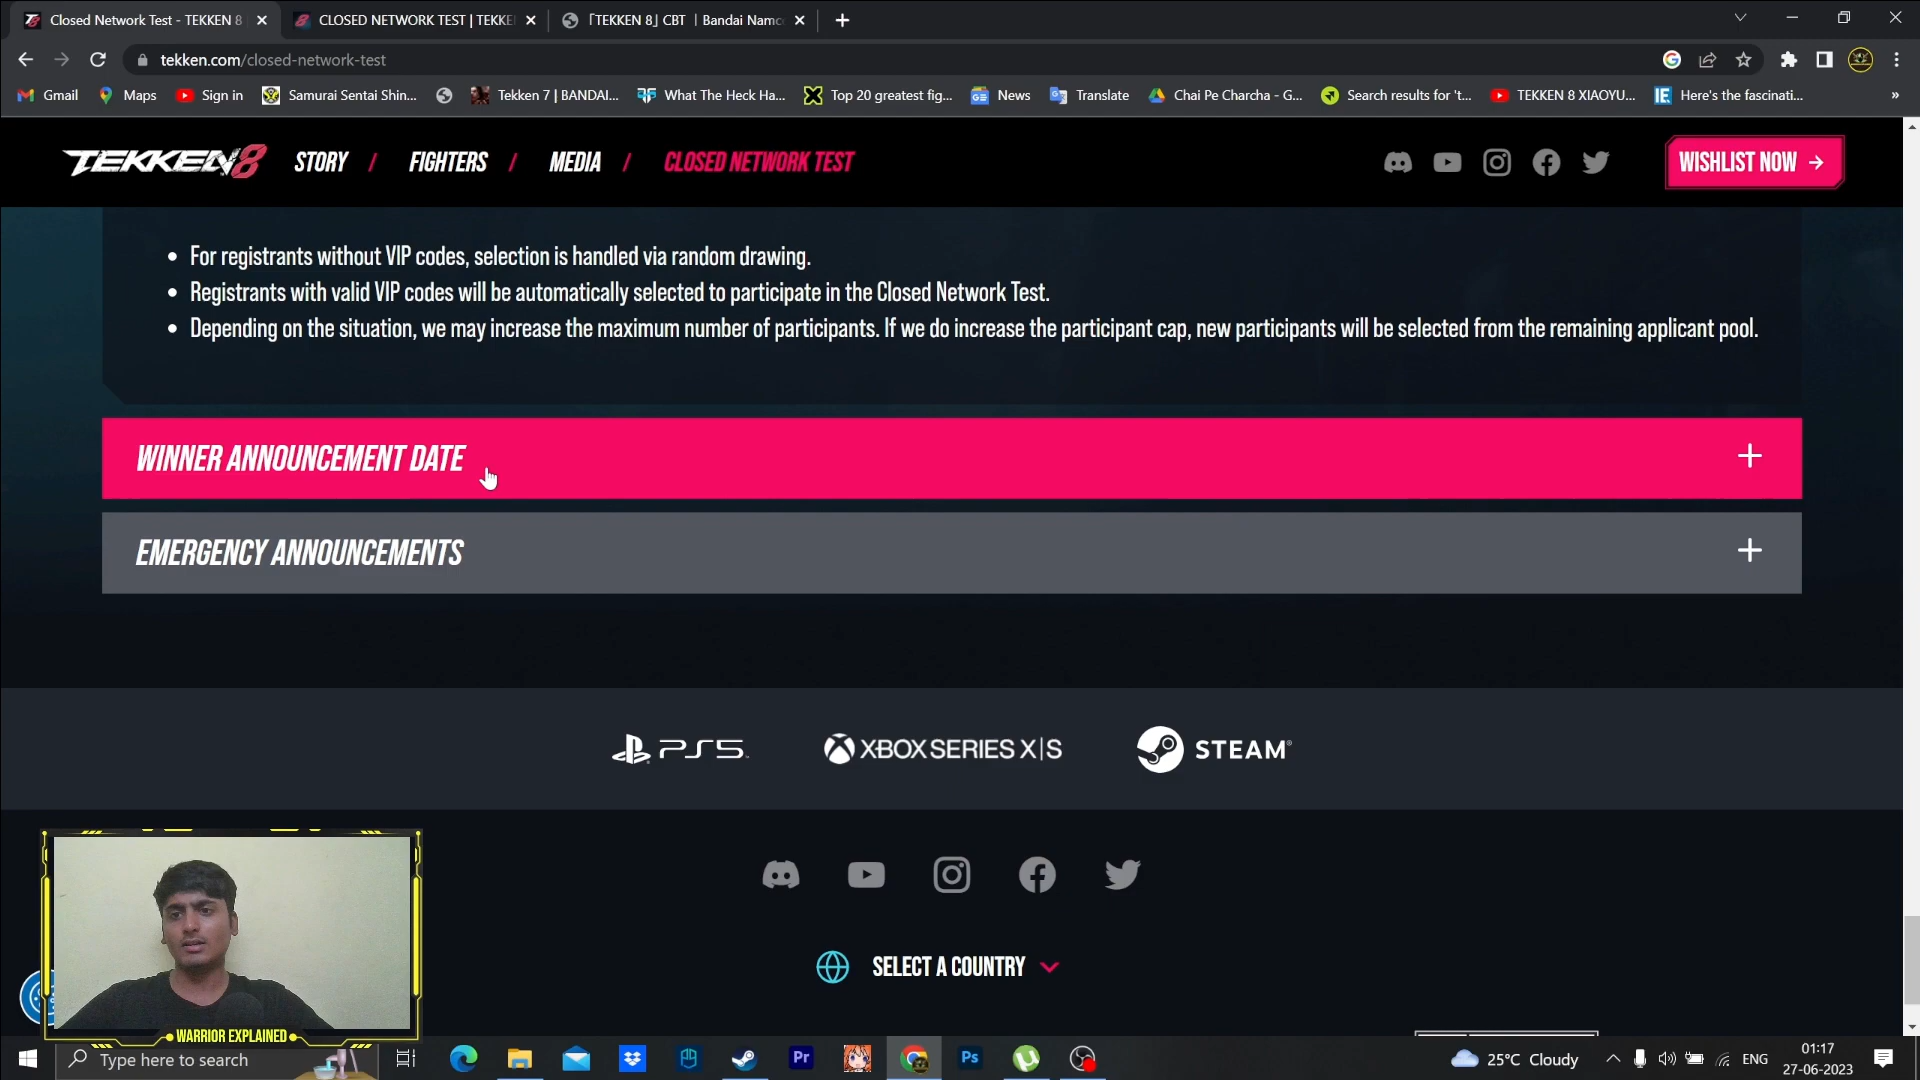 Closed Network Test - TEKKEN 8
CLOSED NETWORK TEST | TEKKE
「TEKKEN 8」 CBT | Bandai Namc
tekken.com/closed-network-test
Gmail
Maps
Sign in
Samurai Sentai Shin...
Tekken 7 | BANDAI...
What The Heck Ha...
Top 20 greatest fig...
News
Translate
Chai Pe Charcha - G...
Search results for 't...
TEKKEN 8 XIAOYU...
Here's the fascinati...
»
TEKKEN 8
STORY / FIGHTERS / MEDIA / CLOSED NETWORK TEST
WISHLIST NOW →
• For registrants without VIP codes, selection is handled via random drawing.
• Registrants with valid VIP codes will be automatically selected to participate in the Closed Network Test.
• Depending on the situation, we may increase the maximum number of participants. If we do increase the participant cap, new participants will be selected from the remaining applicant pool.
WINNER ANNOUNCEMENT DATE +
EMERGENCY ANNOUNCEMENTS +
PS5
XBOX SERIES X|S
STEAM
SELECT A COUNTRY
WARRIOR EXPLAINED
Type here to search
Pr
Ps
25°C Cloudy
ENG
01:17
27-06-2023